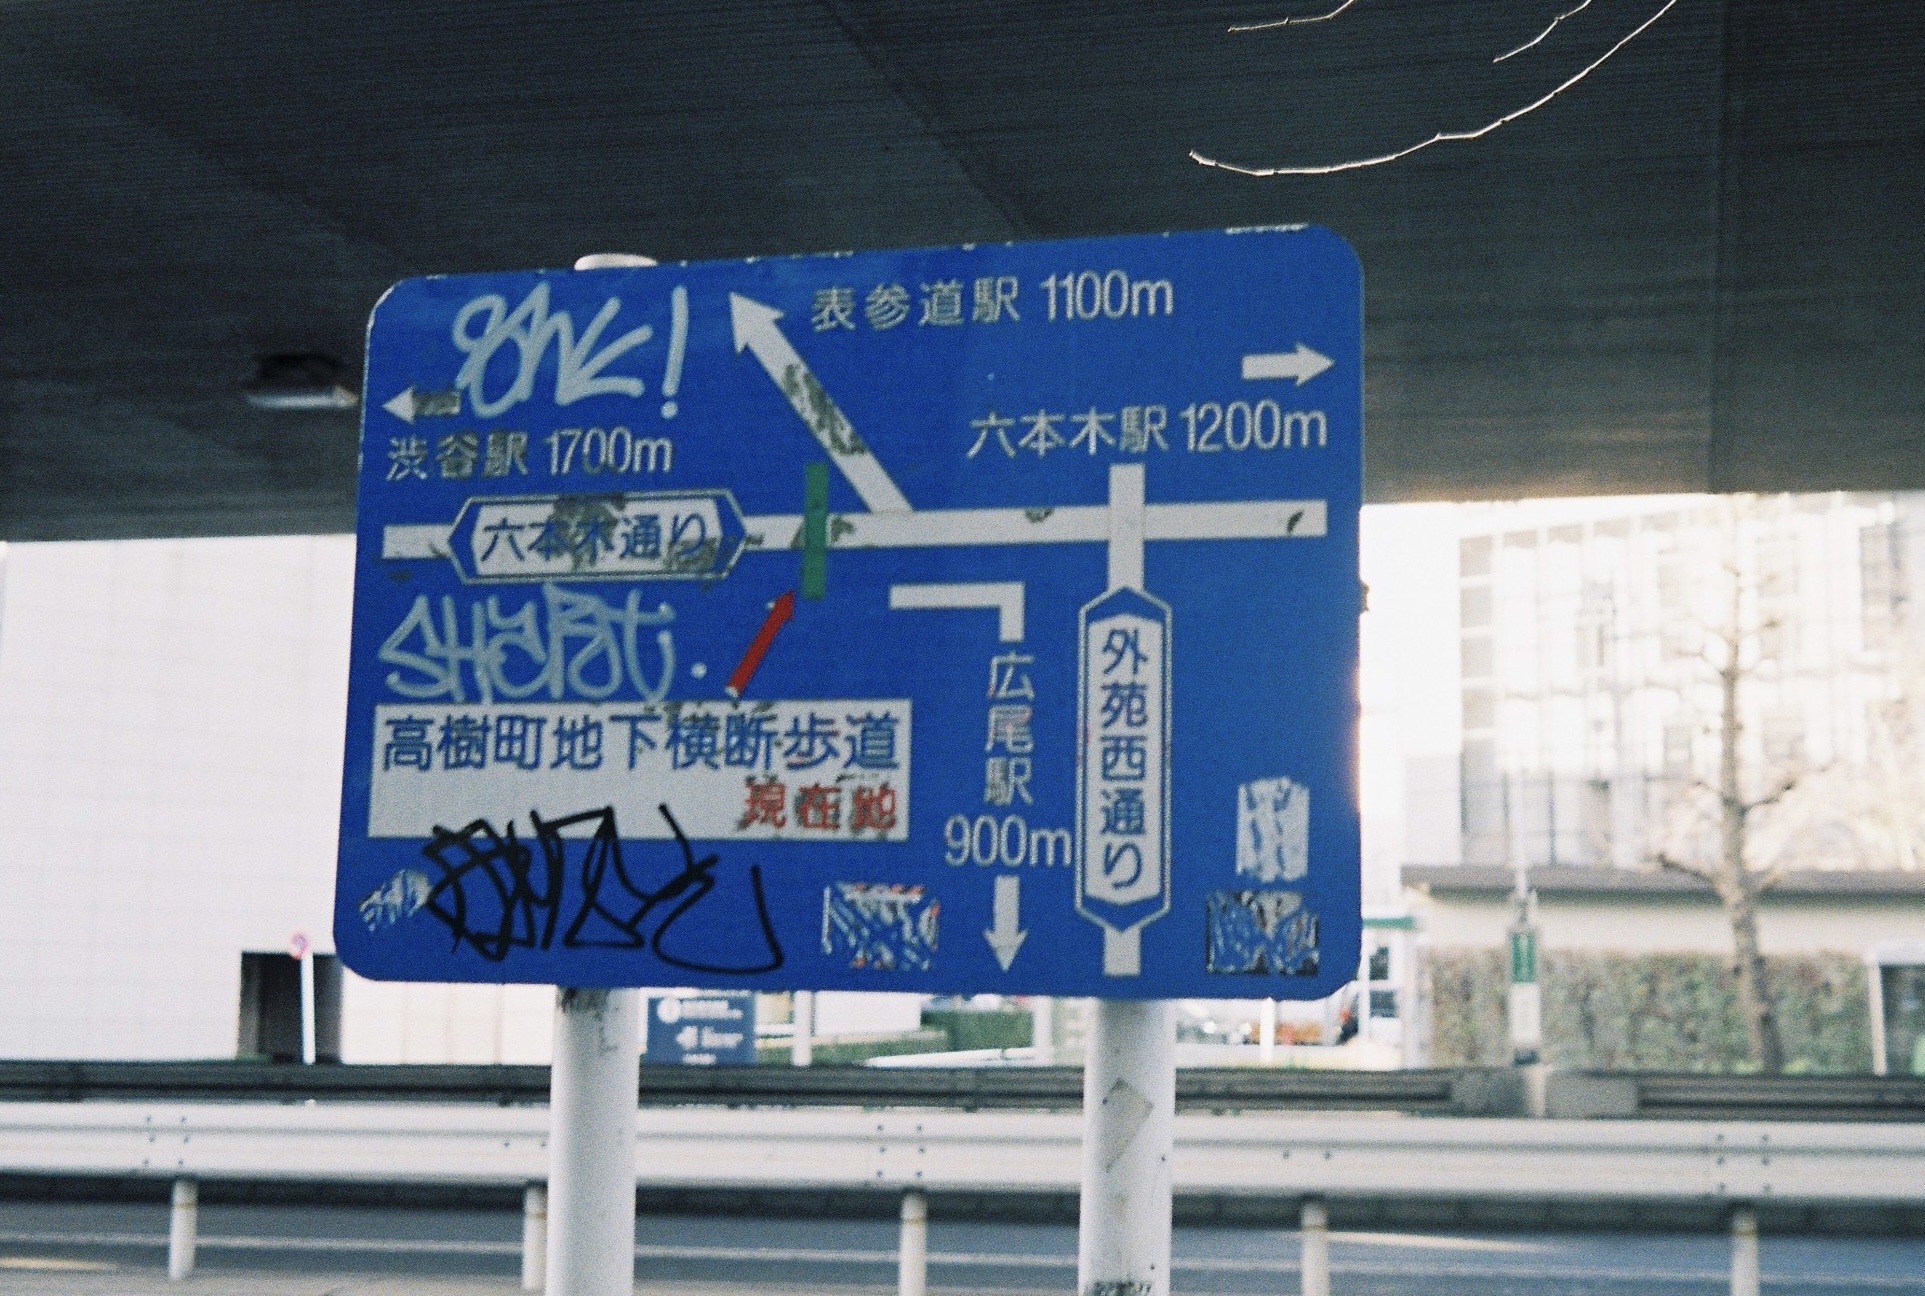 表参道駅 1100m
渋谷駅 1700m
六本木駅 1200m
六本木通り
高樹町地下横断歩道
現在地
広尾駅
900m
外苑西通り